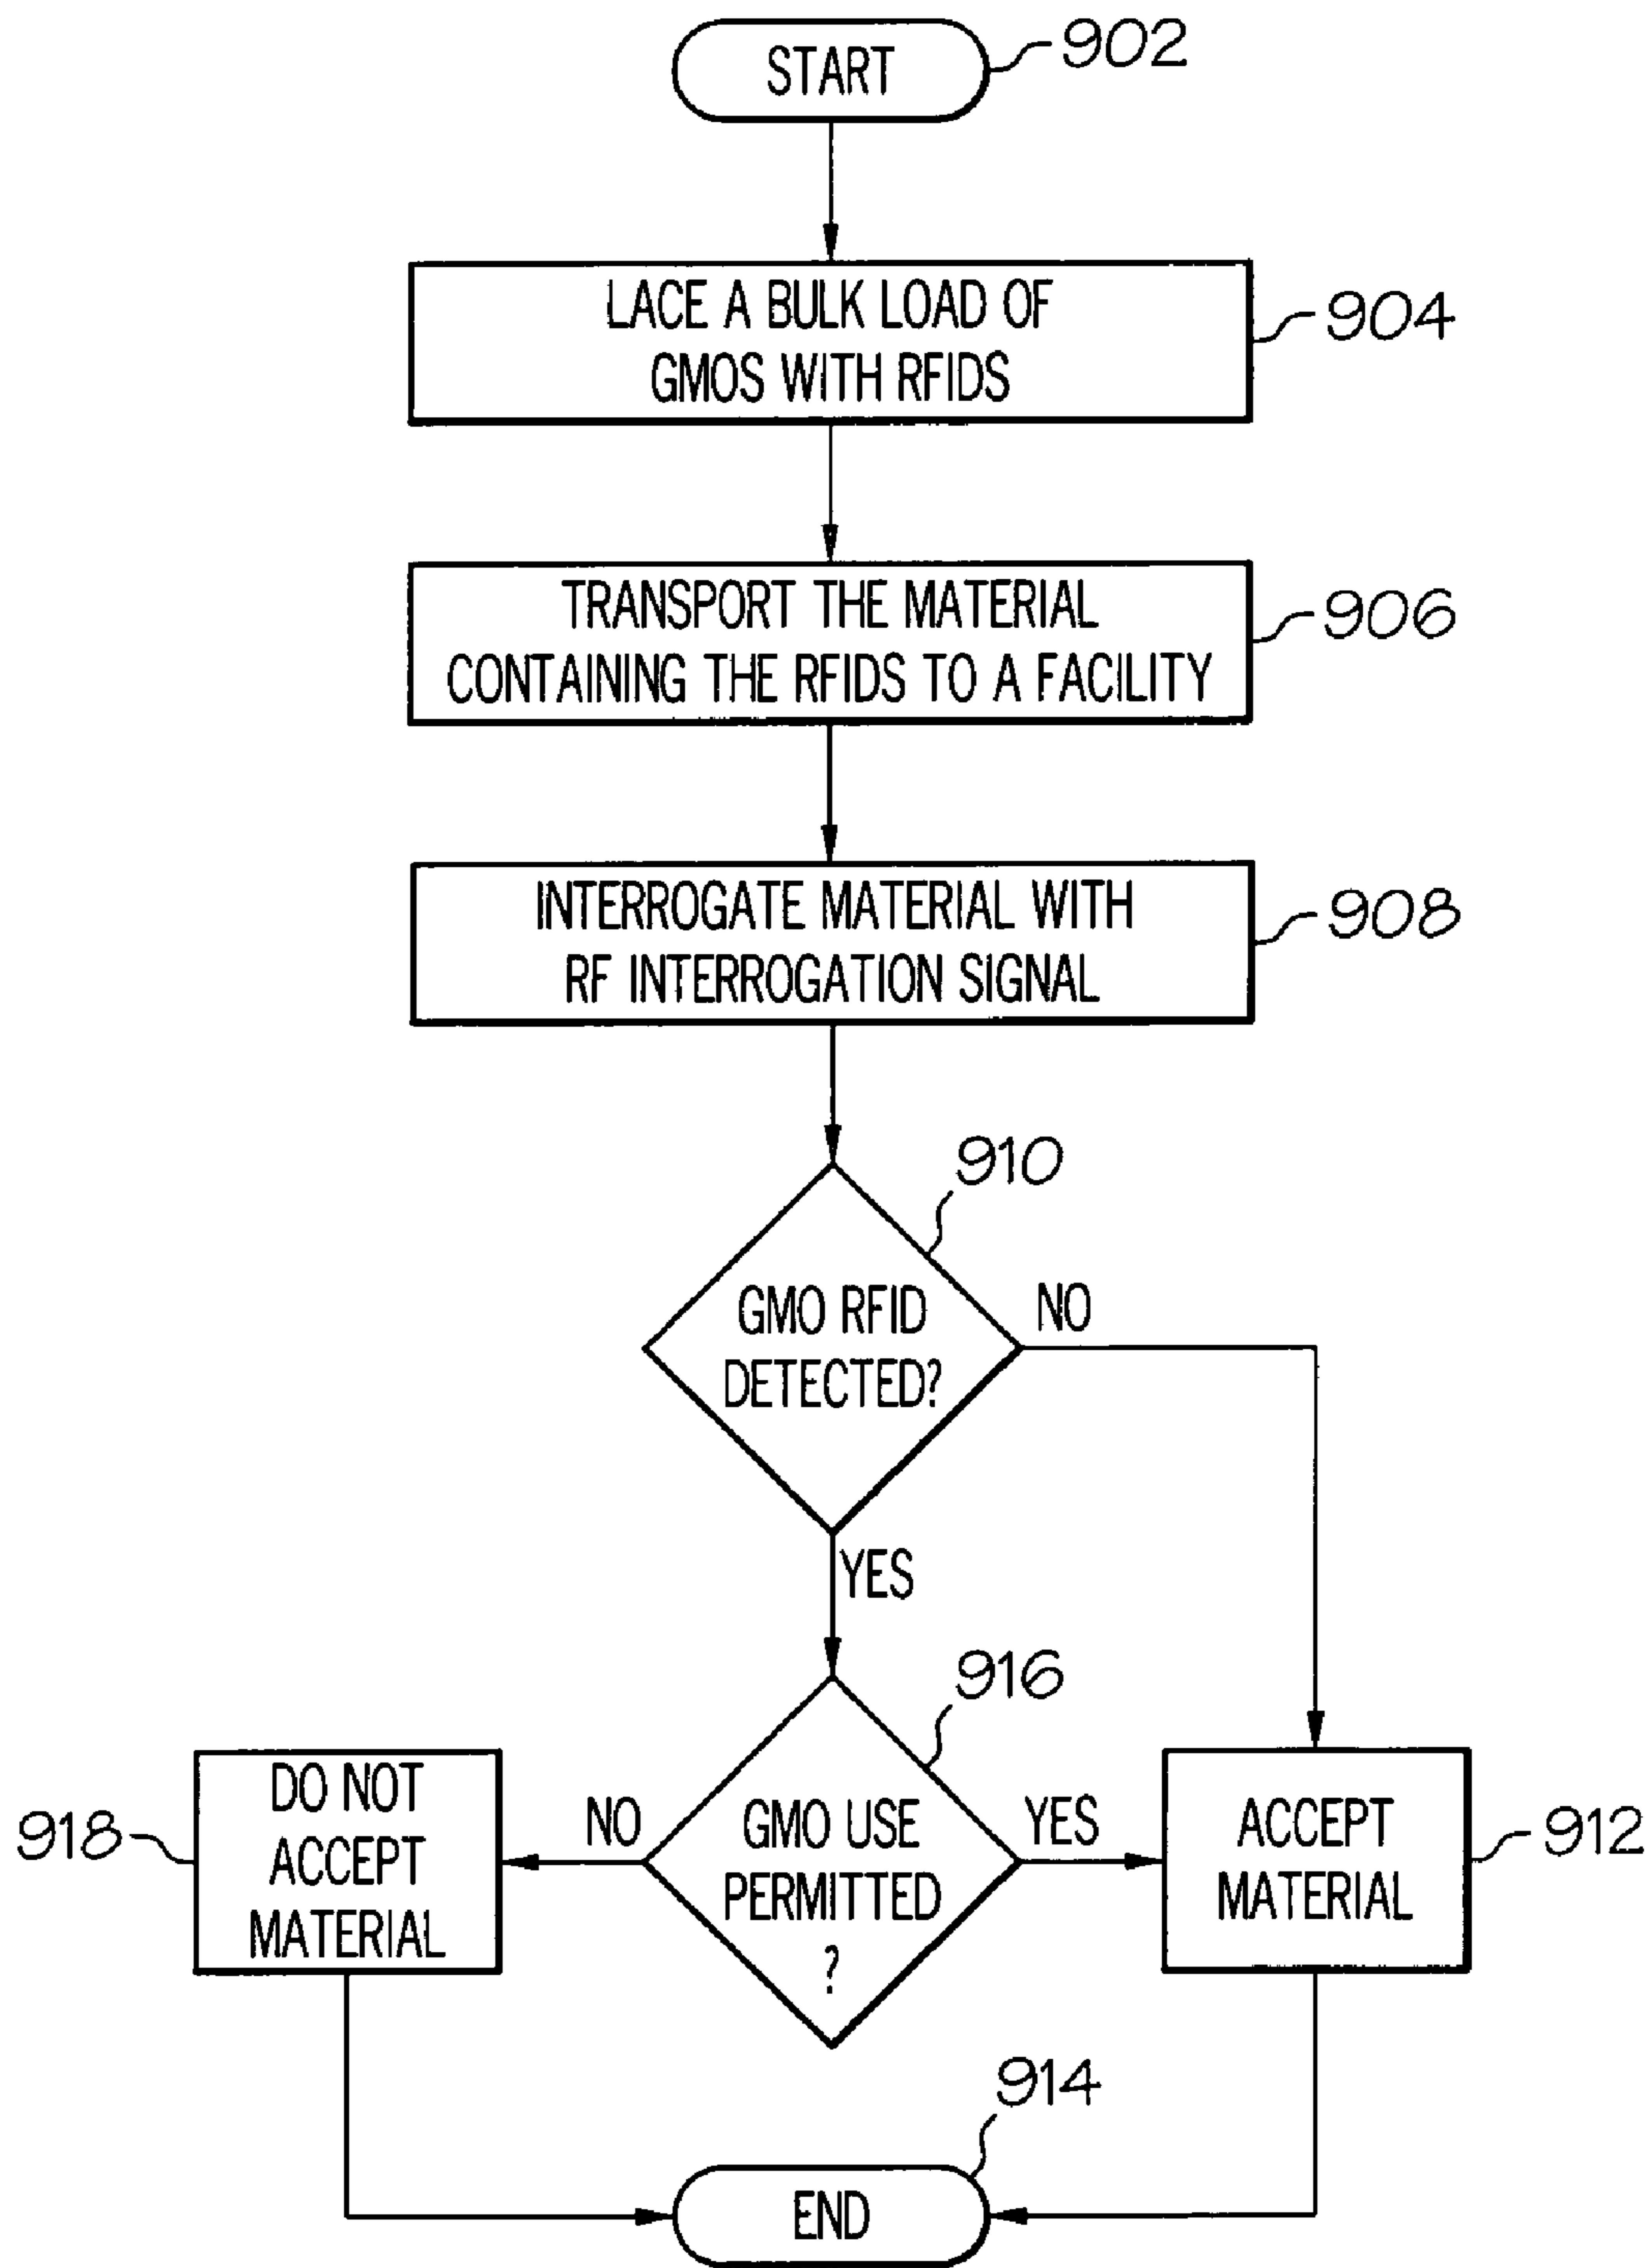 START
902
LACE A BULK LOAD OF
GMOS WITH RFIDS
904
TRANSPORT THE MATERIAL
CONTAINING THE RFIDS TO A FACILITY
906
INTERROGATE MATERIAL WITH
RF INTERROGATION SIGNAL
908
910
GMO RFID
DETECTED?
NO
YES
916
918
DO NOT
ACCEPT
MATERIAL
NO
GMO USE
PERMITTED
?
YES
ACCEPT
MATERIAL
912
914
END